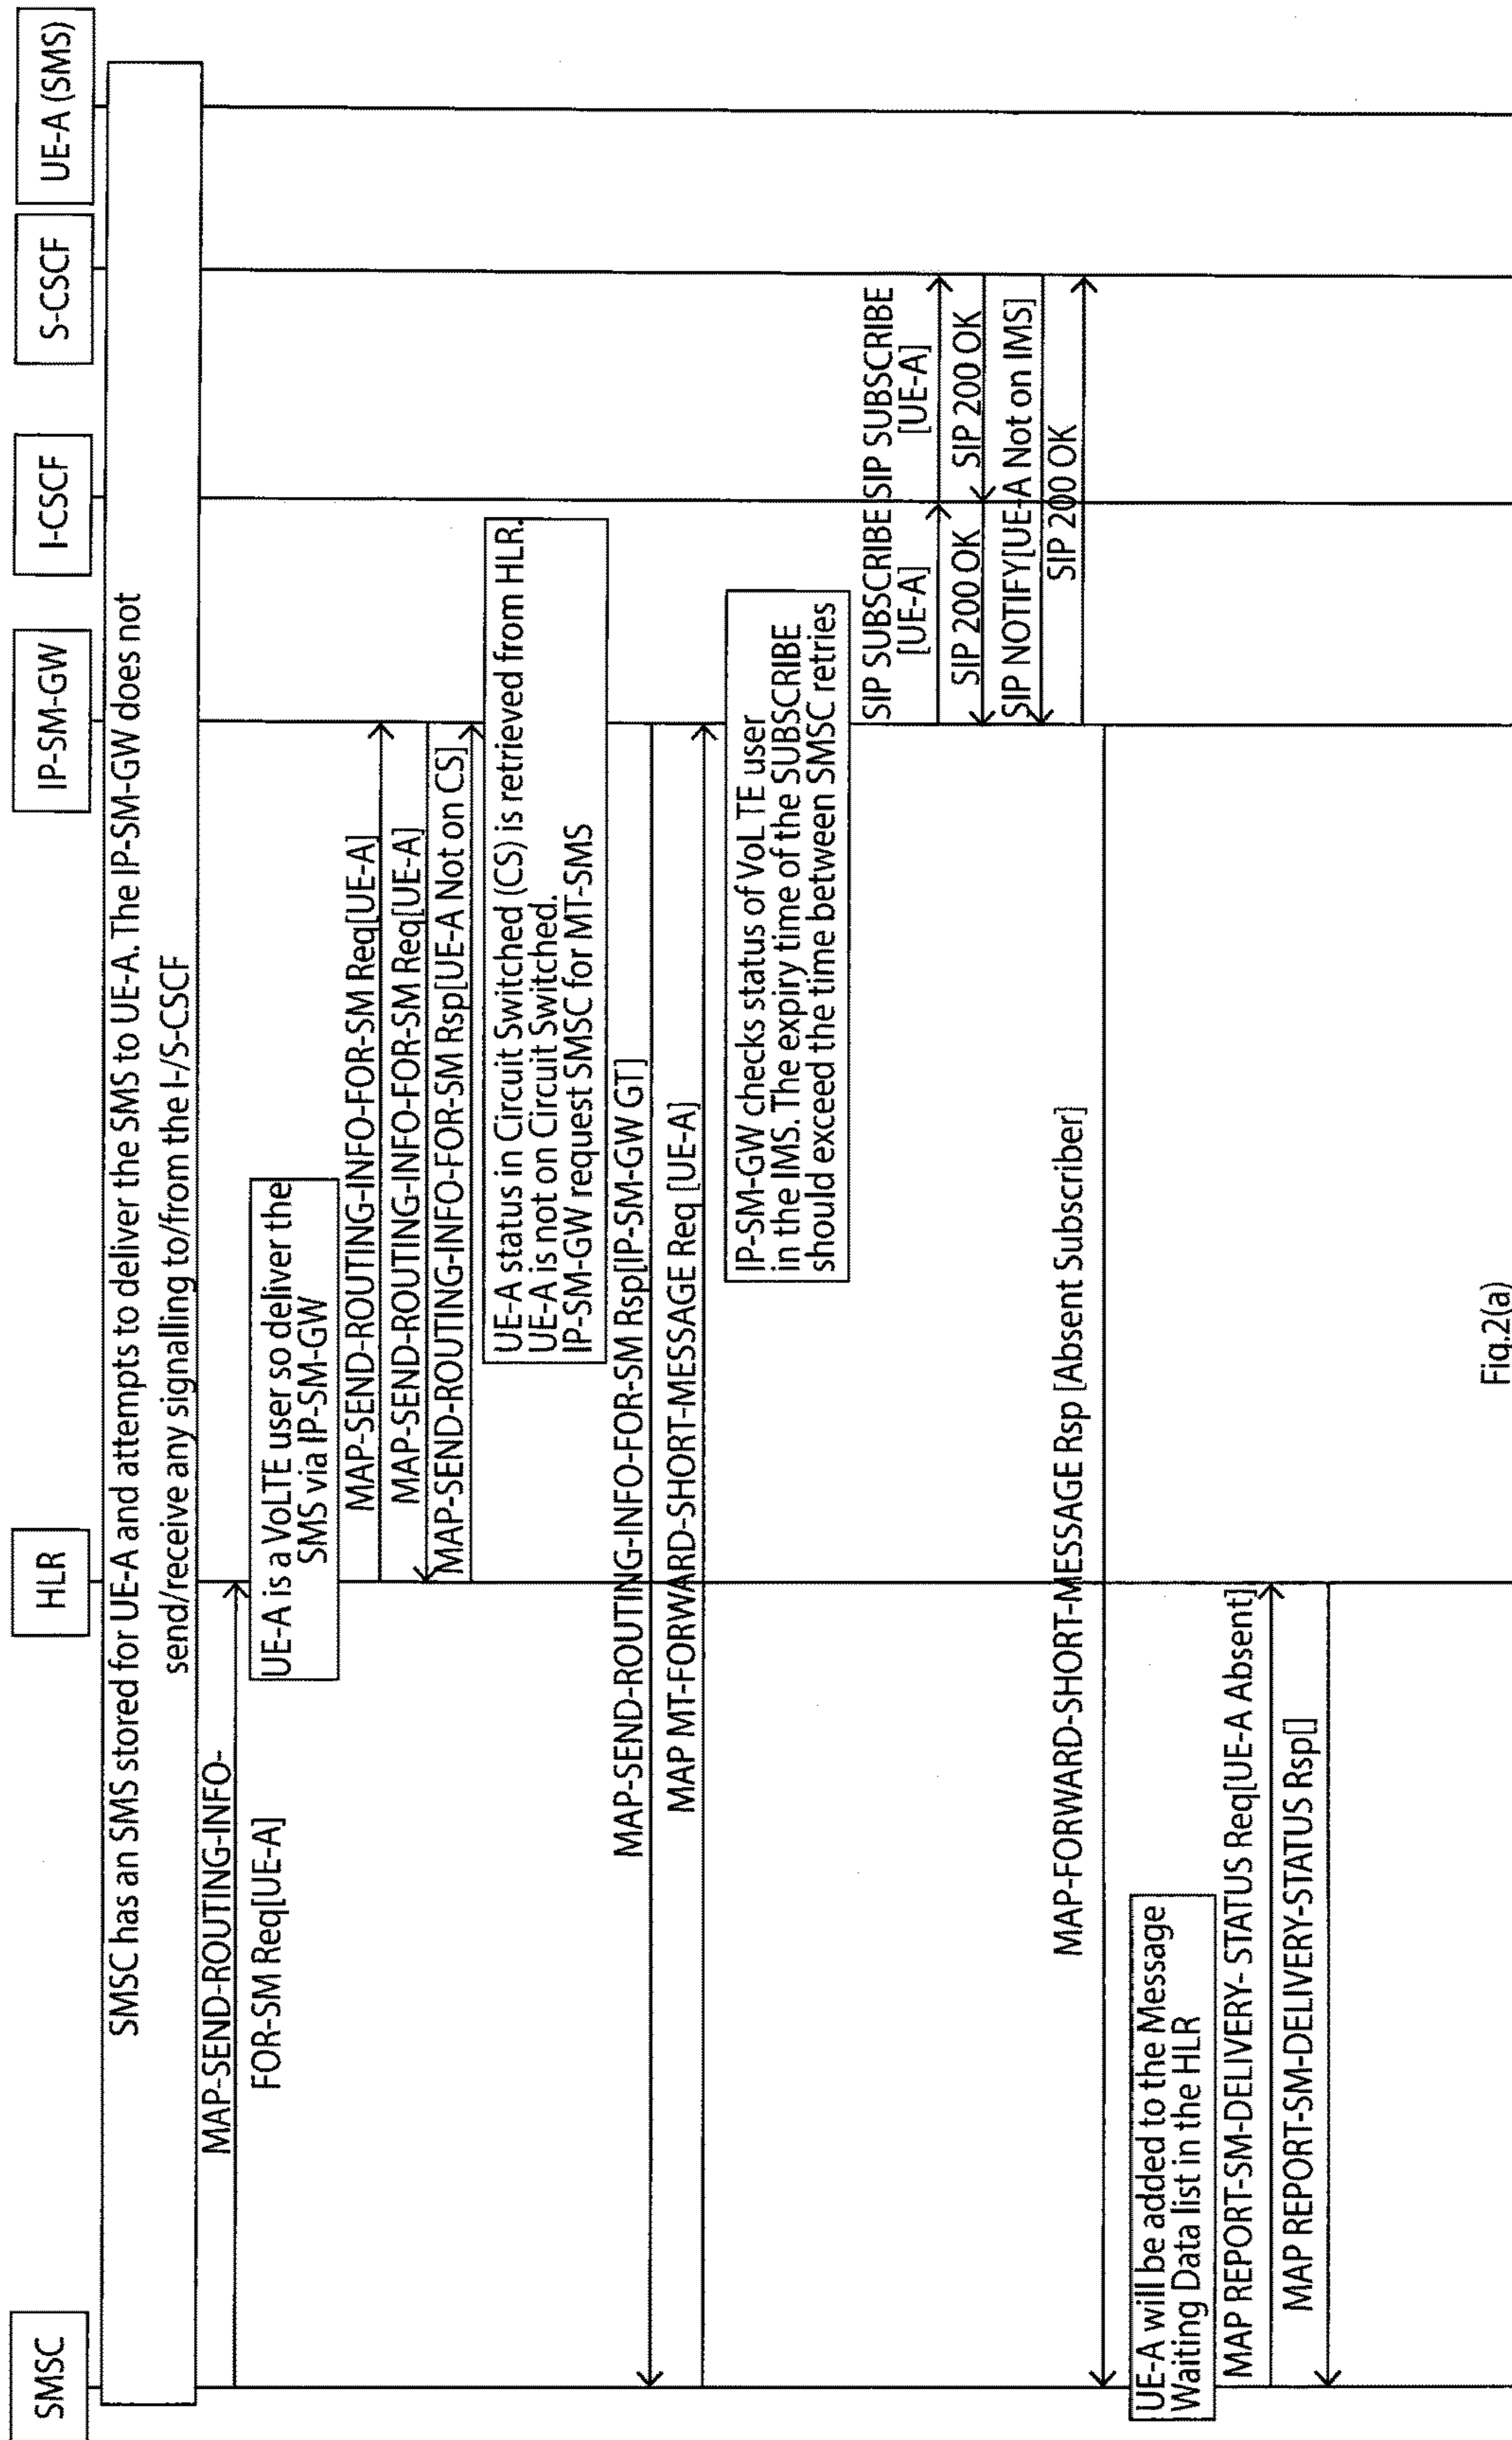 SMSC
HLR
IP-SM-GW
I-CSCF
S-CSCF
UE-A (SMS)
SMSC has an SMS stored for UE-A and attempts to deliver the SMS to UE-A. The IP-SM-GW does not
send/receive any signalling to/from the I-/S-CSCF
MAP-SEND-ROUTING-INFO-
FOR-SM Req[UE-A]
UE-A is a VoLTE user so deliver the
SMS via IP-SM-GW
MAP-SEND-ROUTING-INFO-FOR-SM Req[UE-A]
MAP-SEND-ROUTING-INFO-FOR-SM Req[UE-A]
MAP-SEND-ROUTING-INFO-FOR-SM Rsp[UE-A Not on CS]
UE-A status in Circuit Switched (CS) is retrieved from HLR.
UE-A is not on Circuit Switched.
IP-SM-GW request SMSC for MT-SMS
MAP-SEND-ROUTING-INFO-FOR-SM Rsp[IP-SM-GW GT]
MAP MT-FORWARD-SHORT-MESSAGE Req [UE-A]
IP-SM-GW checks status of VoLTE user
in the IMS. The expiry time of the SUBSCRIBE
should exceed the time between SMSC retries
SIP SUBSCRIBE
[UE-A]
SIP SUBSCRIBE
[UE-A]
SIP 200 OK
SIP 200 OK
SIP NOTIFY[UE-A Not on IMS]
SIP 200 OK
MAP-FORWARD-SHORT-MESSAGE Rsp [Absent Subscriber]
UE-A will be added to the Message
Waiting Data list in the HLR
MAP REPORT-SM-DELIVERY- STATUS Req[UE-A Absent]
MAP REPORT-SM-DELIVERY-STATUS Rsp[]
Fig.2(a)